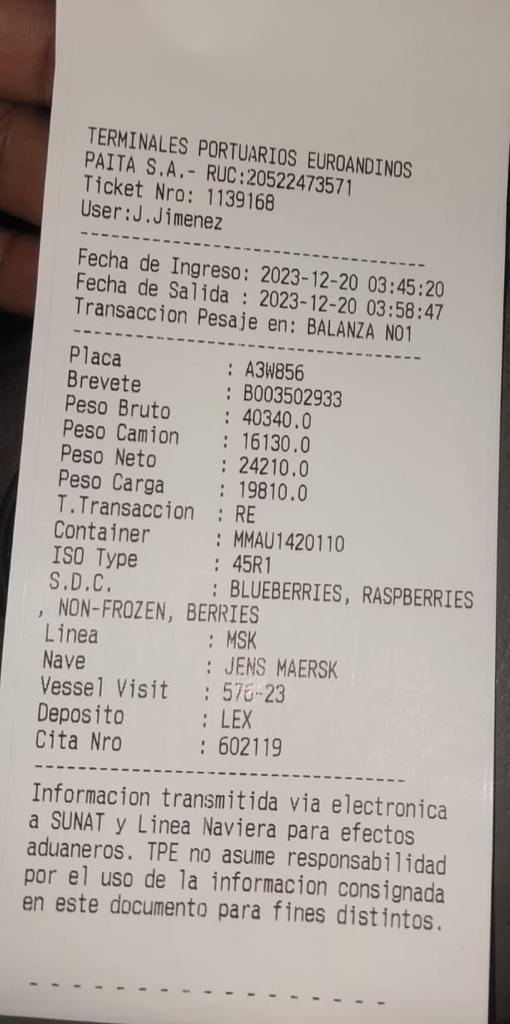 TERMINALES PORTUARIOS EUROANDINOS
PAITA S.A.- RUC:20522473571
Ticket Nro: 1139168
User:J.Jimenez
Fecha de Ingreso: 2023-12-20 03:45:20
Fecha de Salida : 2023-12-20 03:58:47
Transaccion Pesaje en: BALANZA NO1
Placa : A3W856
Brevete : B003502933
Peso Bruto : 40340.0
Peso Camion : 16130.0
Peso Neto : 24210.0
Peso Carga : 19810.0
T.Transaccion : RE
Container : MMAU1420110
ISO Type : 45R1
S.D.C. : BLUEBERRIES, RASPBERRIES
, NON-FROZEN, BERRIES
Linea : MSK
Nave : JENS MAERSK
Vessel Visit :
Deposito : LEX
Cita Nro : 602119
Informacion transmitida via electronica
a SUNAT y Linea Naviera para efectos
aduaneros. TPE no asume responsabilidad
por el uso de la informacion consignada
en este documento para fines distintos.